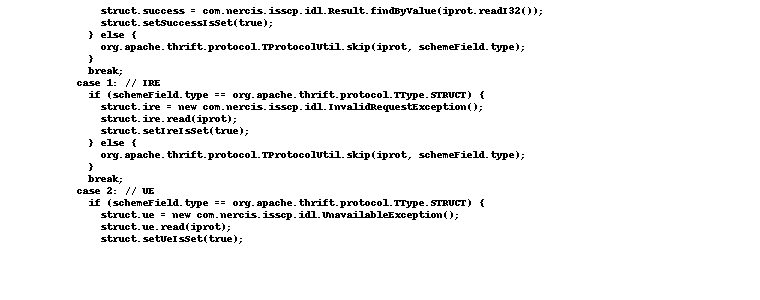 struct.success = com.nercis.isscp.idl.Result.findByValue(iprot.readI32());
struct.setSuccessIsSet(true);
} else {
org.apache.thrift.protocol.TProtocolUtil.skip(iprot, schemeField.type);
}
break;
case 1: // IRE
if (schemeField.type == org.apache.thrift.protocol.TType.STRUCT) {
struct.ire = new com.nercis.isscp.idl.InvalidRequestException();
struct.ire.read(iprot);
struct.setIreIsSet(true);
} else {
org.apache.thrift.protocol.TProtocolUtil.skip(iprot, schemeField.type);
}
break;
case 2: // UE
if (schemeField.type == org.apache.thrift.protocol.TType.STRUCT) {
struct.ue = new com.nercis.isscp.idl.UnavailableException();
struct.ue.read(iprot);
struct.setUeIsSet(true);